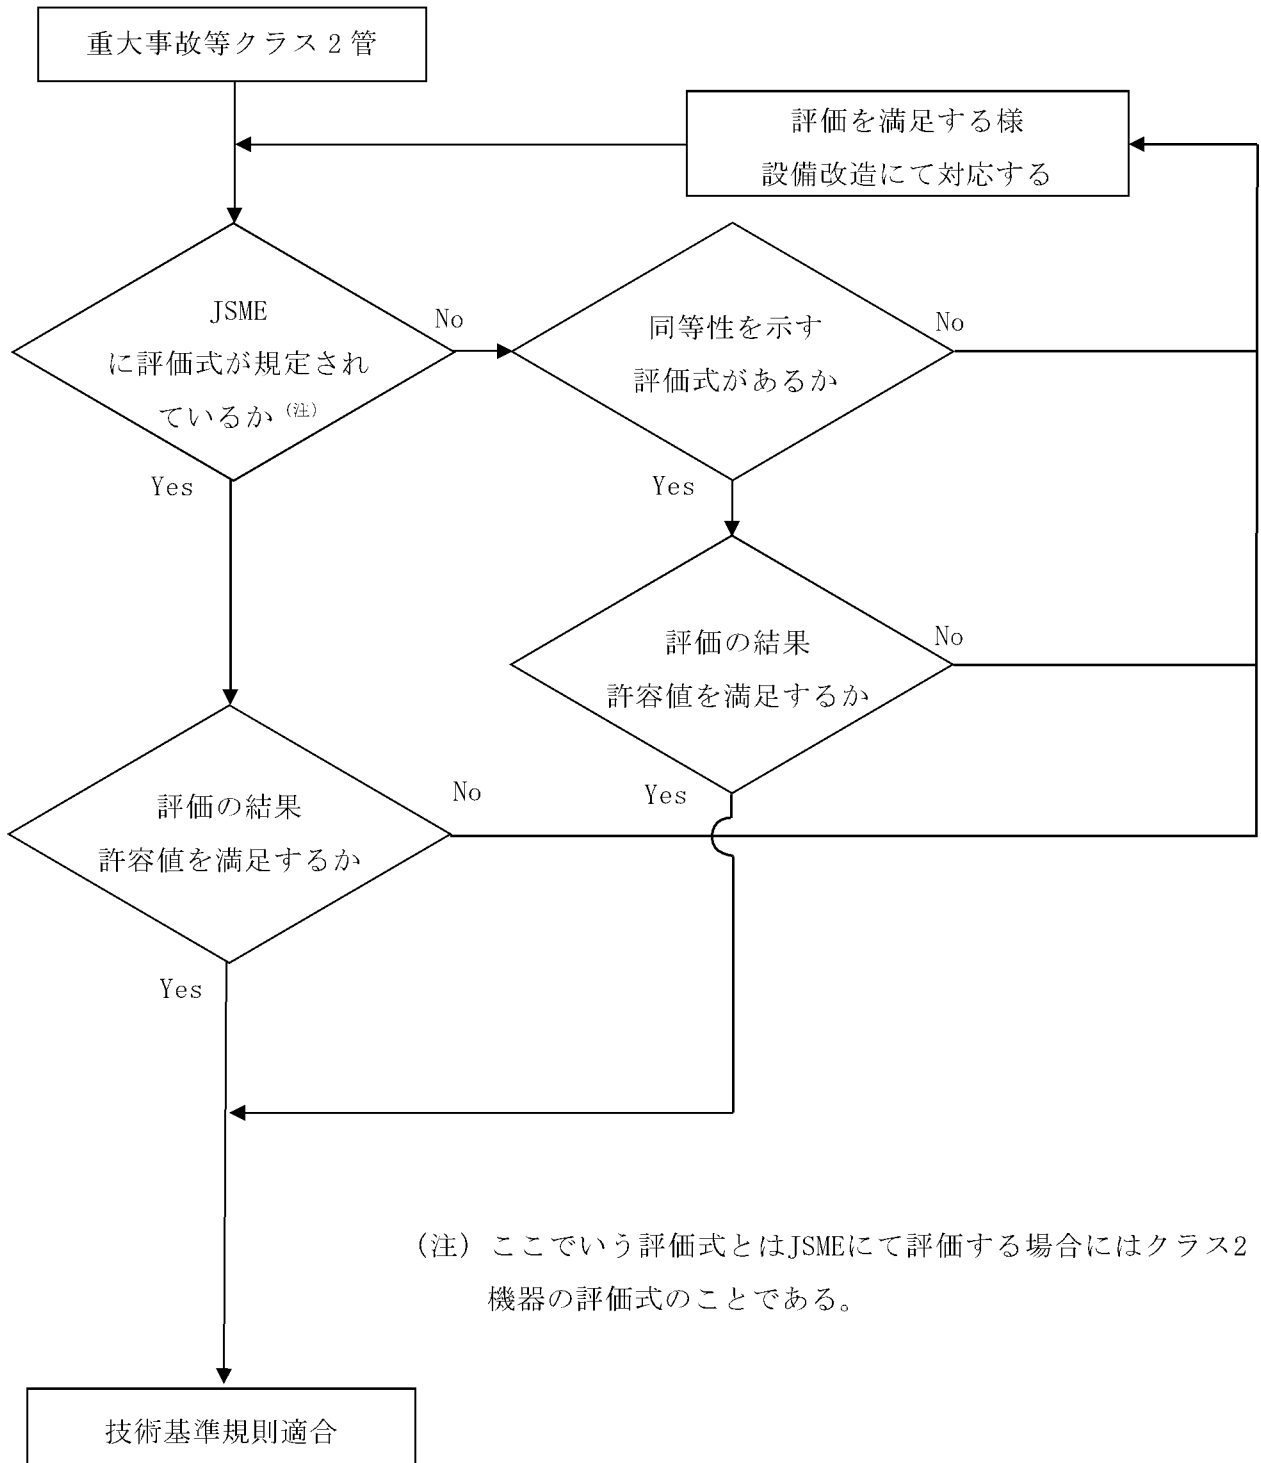 重大事故等クラス２管
評価を満足する様
設備改造にて対応する
JSME
に評価式が規定され
ているか（注）
No
同等性を示す
評価式があるか
No
Yes
Yes
評価の結果
許容値を満足するか
No
評価の結果
許容値を満足するか
No
Yes
Yes
（注）ここでいう評価式とはJSMEにて評価する場合にはクラス2
機器の評価式のことである。
技術基準規則適合